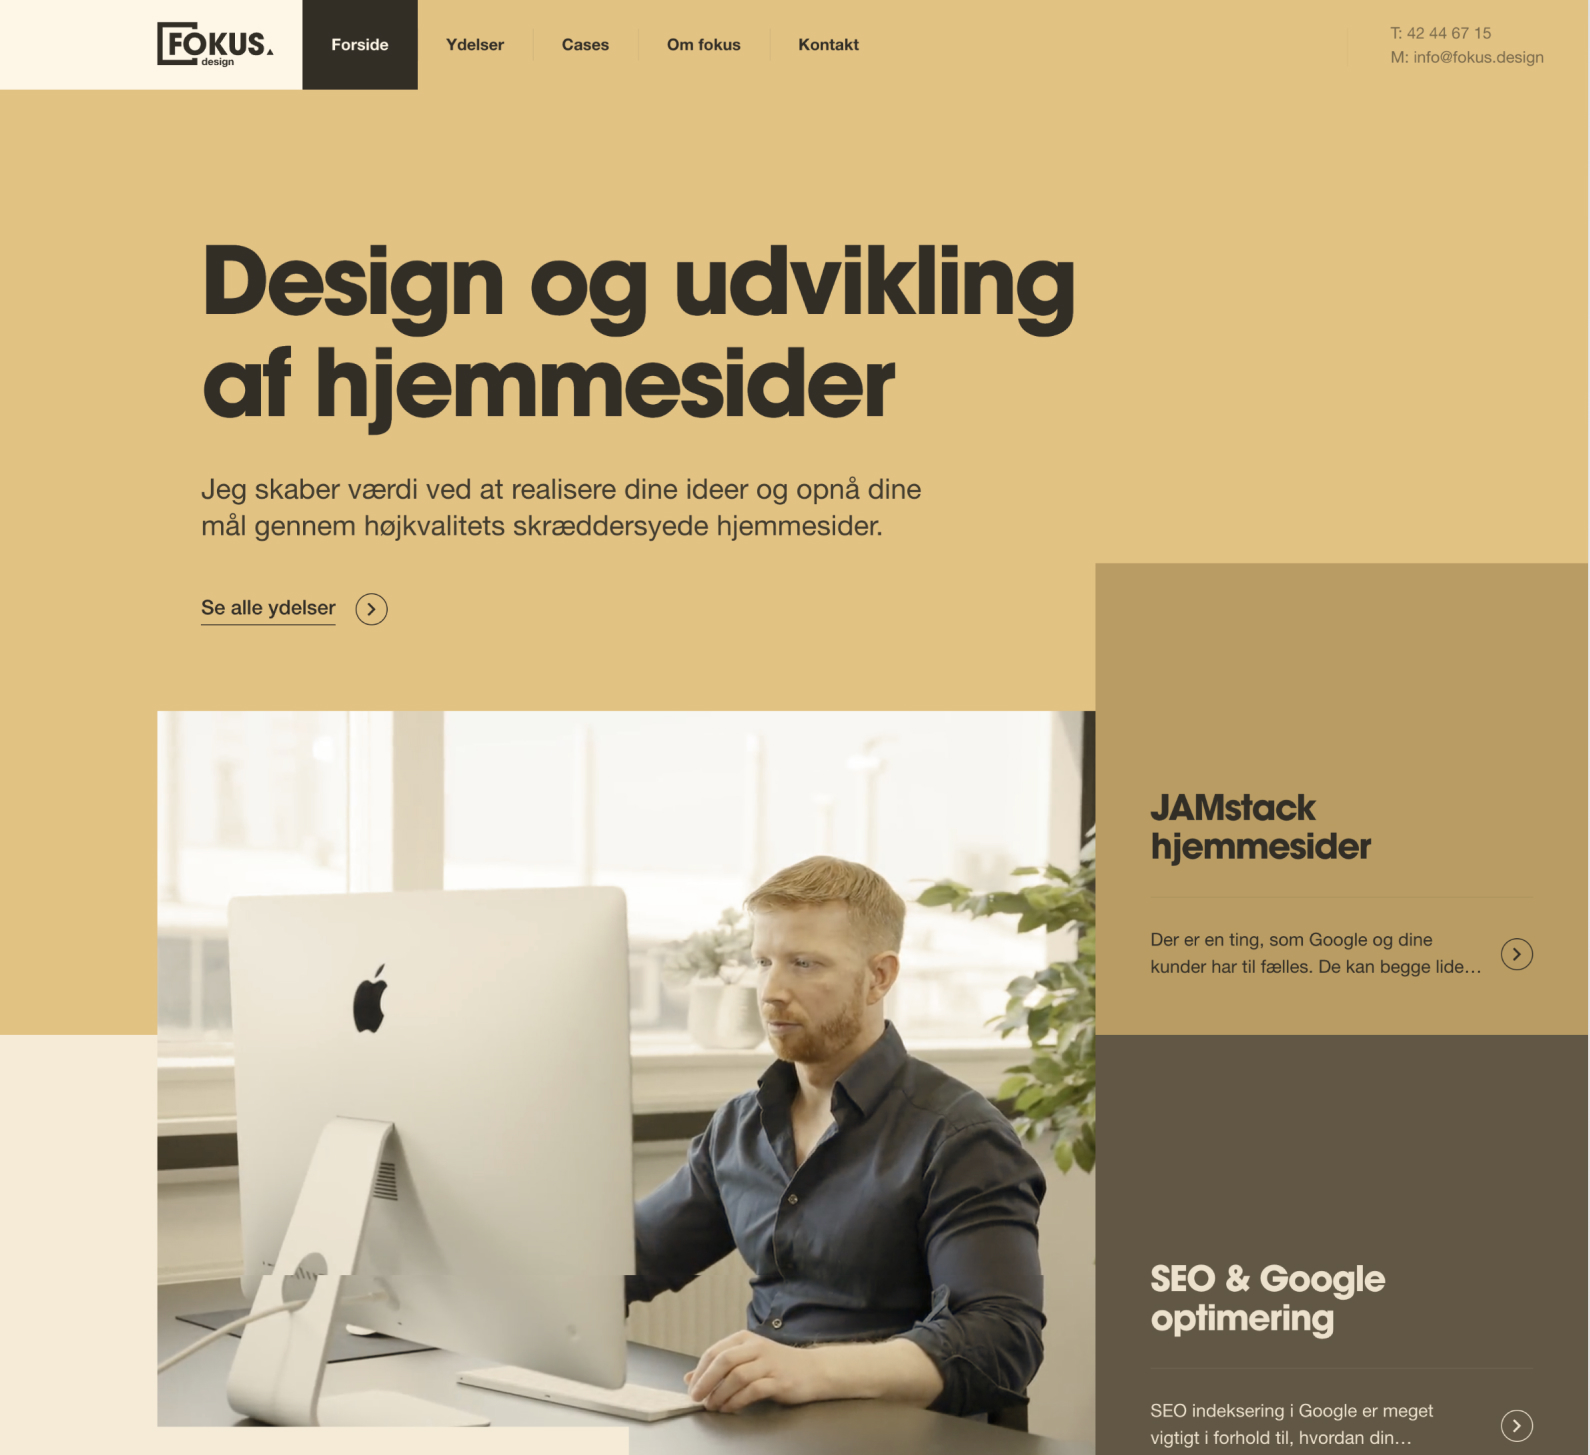 FOKUS.
design
Forside
Ydelser
Cases
Om fokus
Kontakt
T: 42 44 67 15
M: info@fokus.design
Design og udvikling
af hjemmesider
Jeg skaber værdi ved at realisere dine ideer og opnå dine
mål gennem højkvalitets skræddersyede hjemmesider.
Se alle ydelser
JAMstack
hjemmesider
Der er en ting, som Google og dine
kunder har til fælles. De kan begge lide…
SEO & Google
optimering
SEO indeksering i Google er meget
vigtigt i forhold til, hvordan din…